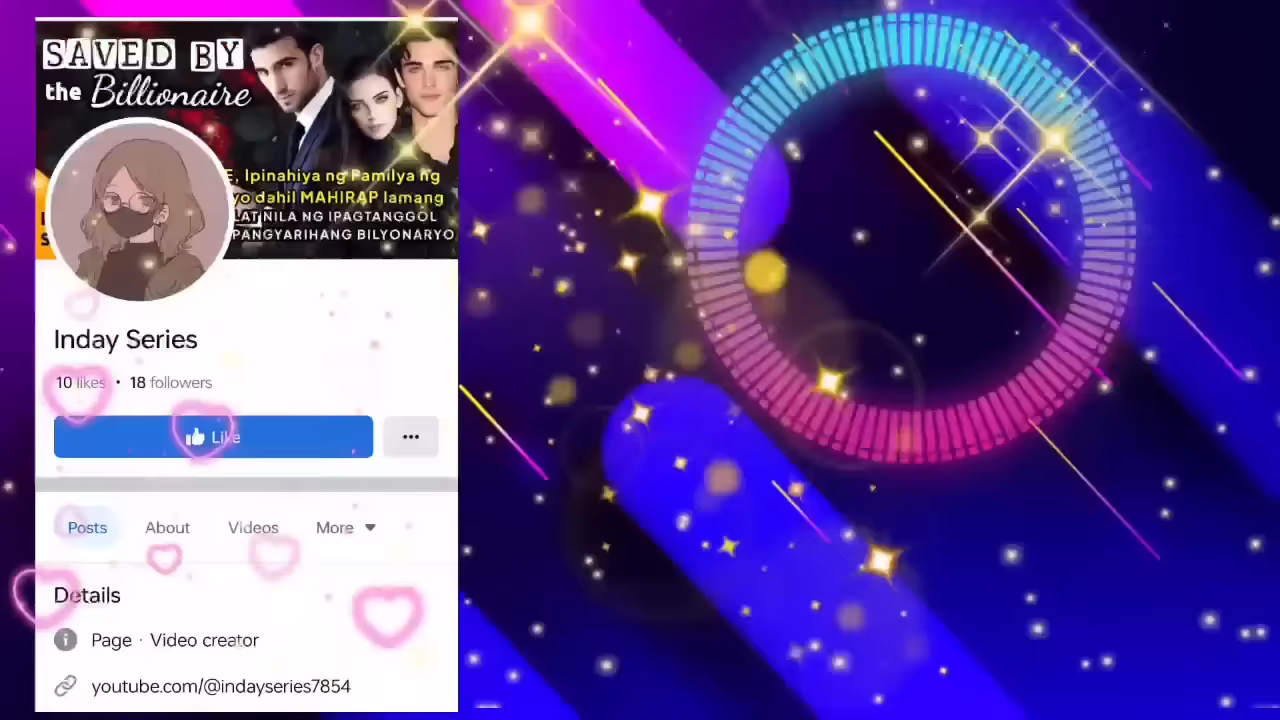 SAVED BY
the Billionaire
E, Ipinahiya ng Pamilya ng
yo dahil MAHIRAP lamang
NILA NG IPAGTANGGOL
PANGYARIHANG BILYONARYO
Inday Series
10 likes • 18 followers
Like
Posts About Videos More
Details
Page · Video creator
youtube.com/@indayseries7854